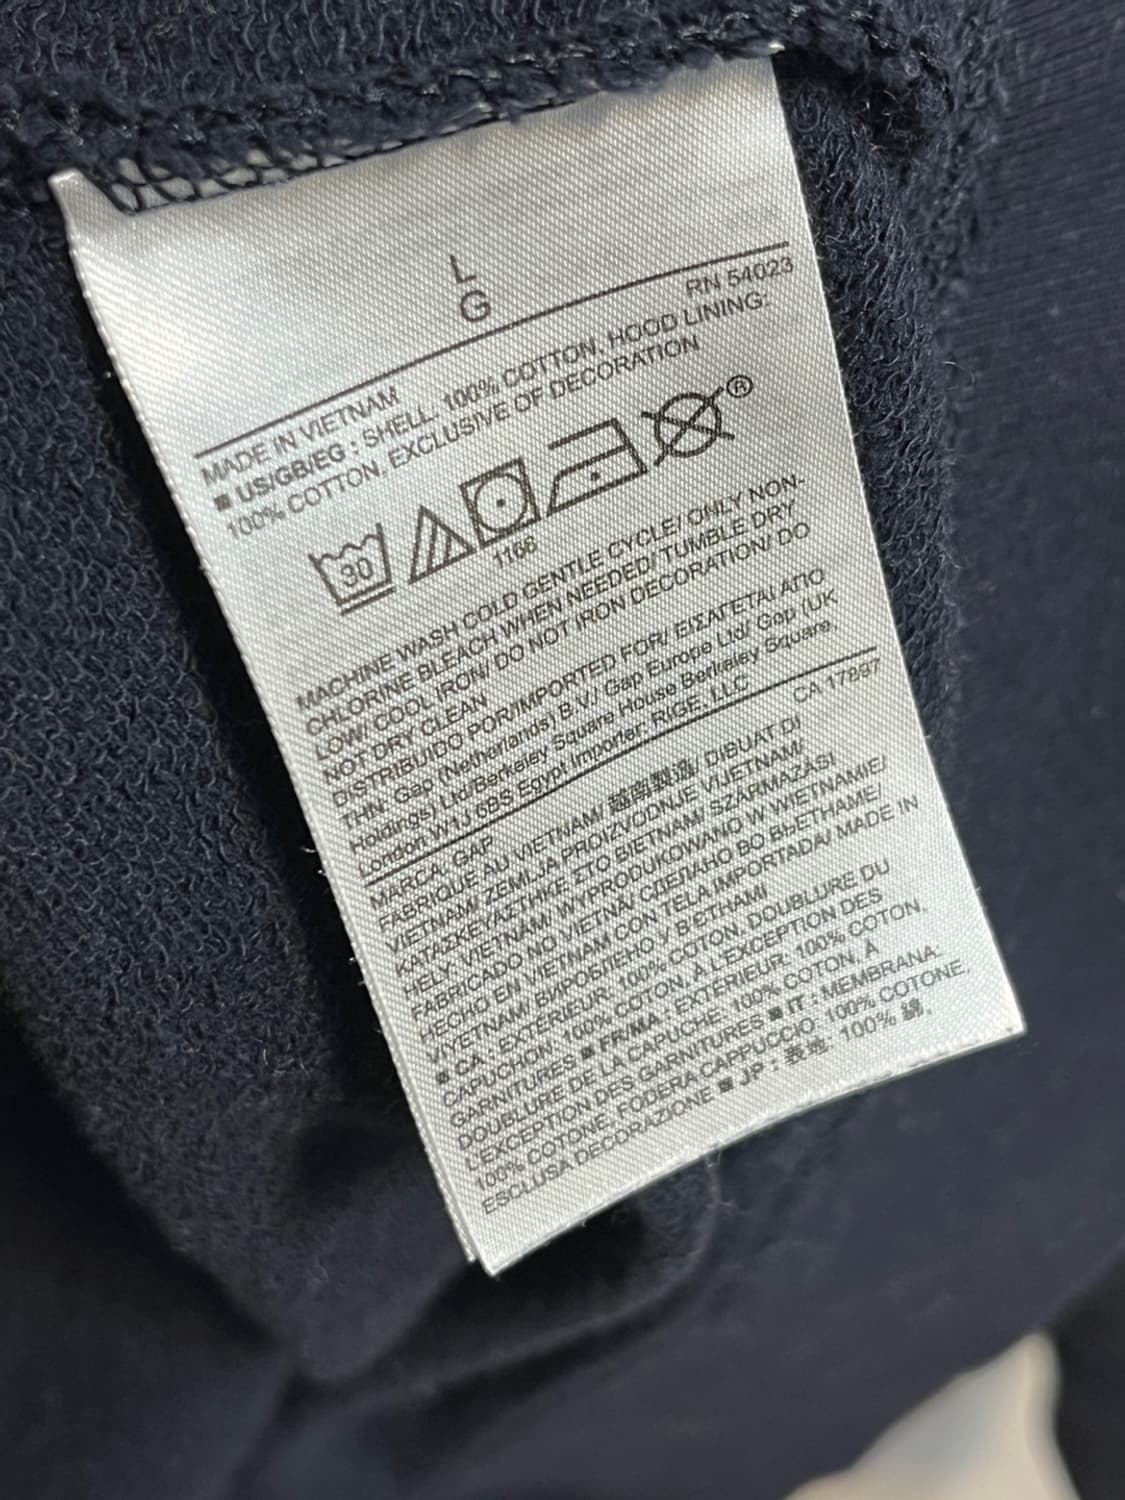 L
G
RN 54023
MADE IN VIETNAM
■ US/GB/EG : SHELL, 100% COTTON, HOOD LINING:
100% COTTON, EXCLUSIVE OF DECORATION
30
®
1166
MACHINE WASH COLD GENTLE CYCLE/ ONLY NON-
CHLORINE BLEACH WHEN NEEDED/ TUMBLE DRY
LOW/ COOL IRON/ DO NOT IRON DECORATION/ DO
NOT DRY CLEAN
DISTRIBUIDO POR/IMPORTED FOR/ ΕΙΣΑΓΕΤΑΙ ΑΠΟ
THN: Gap (Netherlands) B.V./ Gap Europe Ltd/ Gap (UK
Holdings) Ltd/Berkeley Square House Berkeley Square,
London W1J 6BS Egypt Importer: RIGE, LLC
CA 17897
MARCA: GAP
FABRIQUÉ AU VIETNAM/ 越南製造/ DIBUAT DI
VIETNAM/ ZEMLJA PROIZVODNJE VIJETNAM/
ΚΑΤΑΣΚΕΥΑΣΤΗΚΕ ΣΤΟ ΒΙΕΤΝΑΜ/ SZÁRMAZÁSI
HELY: VIETNAM/ WYPRODUKOWANO W WIETNAMIE/
FABRICADO NO VIETNÃ/ СДЕЛАНО ВО ВЬЕТНАМЕ/
HECHO EN VIETNAM CON TELA IMPORTADA/ MADE IN
VIYETNAM/ ВИРОБЛЕНО У В'ЄТНАМІ
■ CA : EXTÉRIEUR: 100% COTON, DOUBLURE DU
CAPUCHON: 100% COTON, À L'EXCEPTION DES
GARNITURES ■ FR/MA : EXTÉRIEUR: 100% COTON,
DOUBLURE DE LA CAPUCHE: 100% COTON, À
L'EXCEPTION DES GARNITURES ■ IT : MEMBRANA:
100% COTONE, FODERA CAPPUCCIO: 100% COTONE,
ESCLUSA DECORAZIONE ■ JP : 表地: 100% 綿,